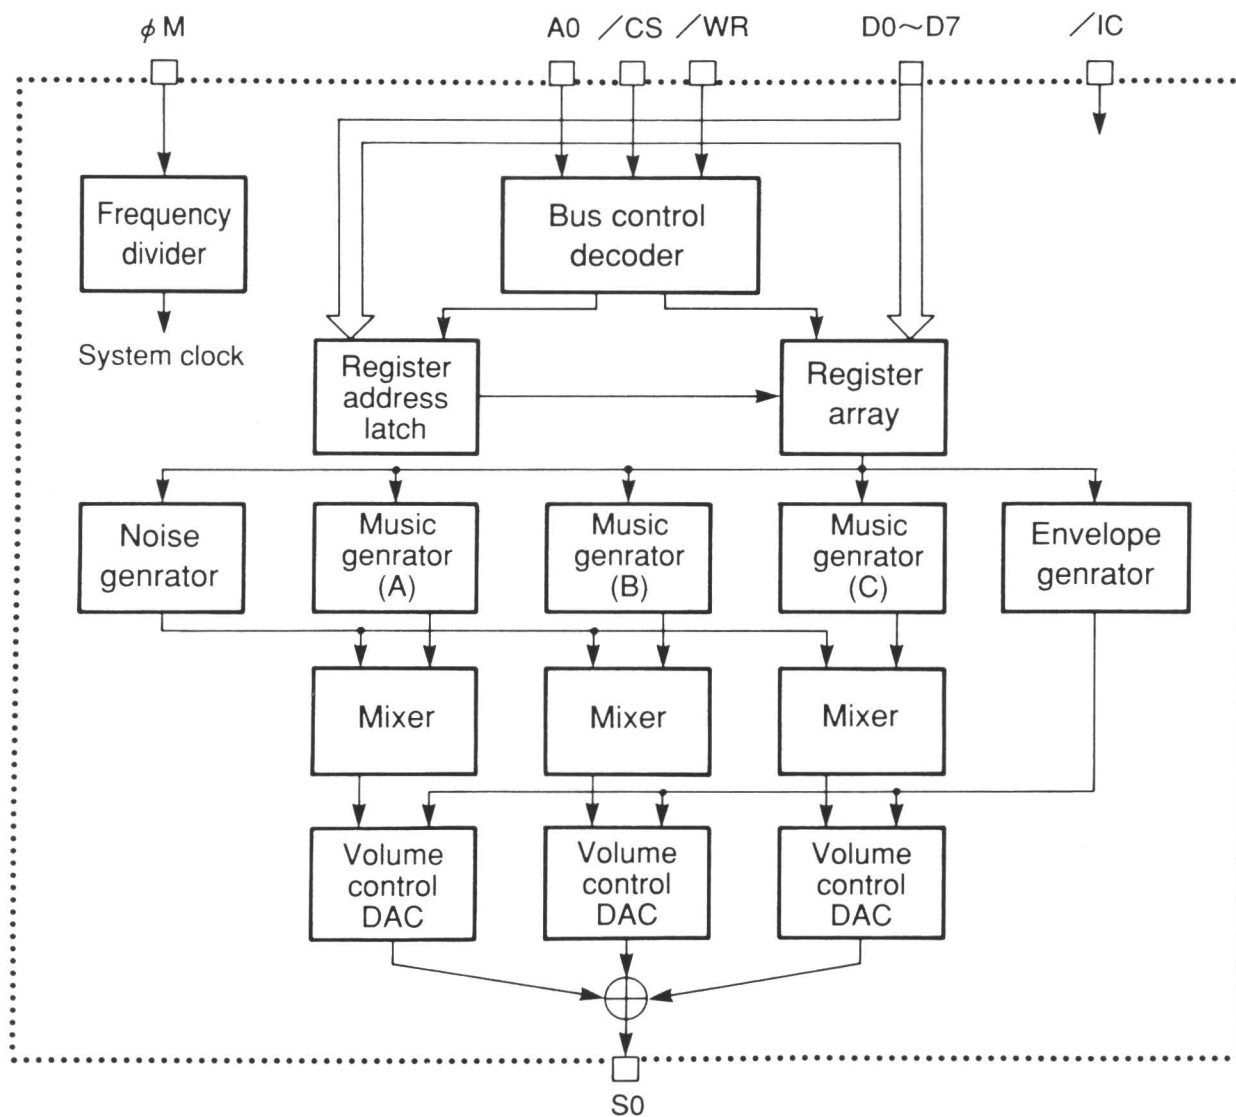 φM A0 /CS /WR D0~D7 /IC
Frequency
divider
Bus control
decoder
System clock
Register
address
latch
Register
array
Noise
genrator
Music
genrator
(A)
Music
genrator
(B)
Music
genrator
(C)
Envelope
genrator
Mixer
Mixer
Mixer
Volume
control
DAC
Volume
control
DAC
Volume
control
DAC
S0